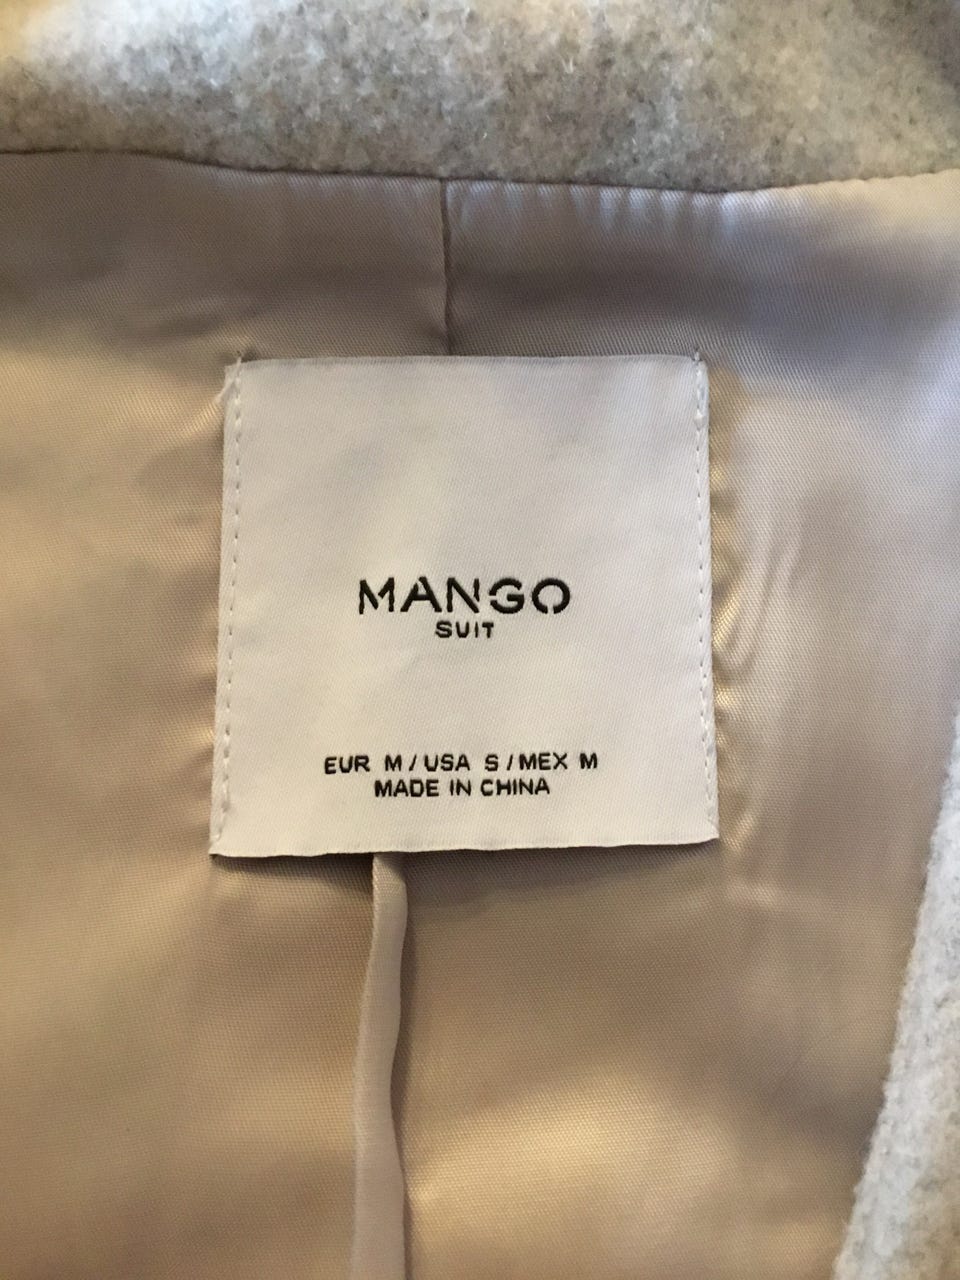 MANGO
SUIT
EUR M / USA S / MEX M
MADE IN CHINA